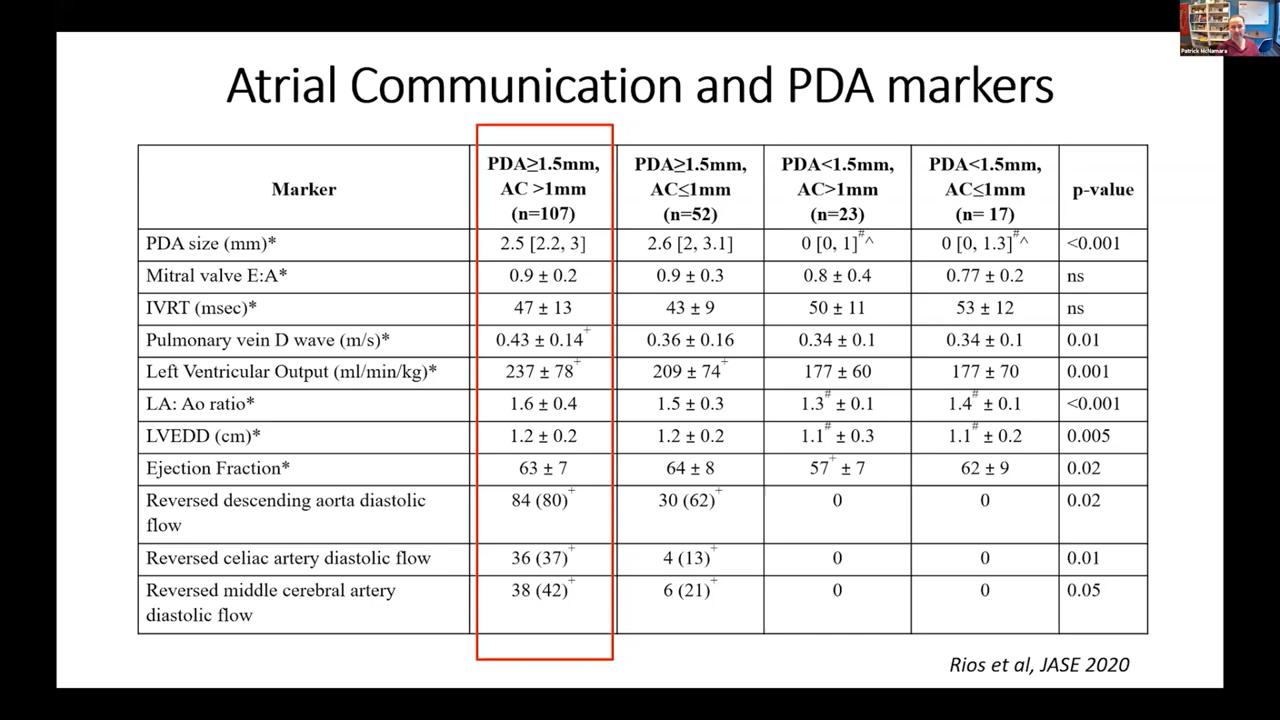 Patrick McNamara
Atrial Communication and PDA markers
Marker
PDA≥1.5mm,
AC >1mm
(n=107)
PDA≥1.5mm,
AC≤1mm
(n=52)
PDA<1.5mm,
AC>1mm
(n=23)
PDA<1.5mm,
AC≤1mm
(n= 17)
p-value
PDA size (mm)* 2.5 [2.2, 3] 2.6 [2, 3.1] 0 [0, 1]#^ 0 [0, 1.3]#^ <0.001
Mitral valve E:A* 0.9 ± 0.2 0.9 ± 0.3 0.8 ± 0.4 0.77 ± 0.2 ns
IVRT (msec)* 47 ± 13 43 ± 9 50 ± 11 53 ± 12 ns
Pulmonary vein D wave (m/s)* 0.43 ± 0.14+ 0.36 ± 0.16 0.34 ± 0.1 0.34 ± 0.1 0.01
Left Ventricular Output (ml/min/kg)* 237 ± 78+ 209 ± 74+ 177 ± 60 177 ± 70 0.001
LA: Ao ratio* 1.6 ± 0.4 1.5 ± 0.3 1.3# ± 0.1 1.4# ± 0.1 <0.001
LVEDD (cm)* 1.2 ± 0.2 1.2 ± 0.2 1.1# ± 0.3 1.1# ± 0.2 0.005
Ejection Fraction* 63 ± 7 64 ± 8 57+ ± 7 62 ± 9 0.02
Reversed descending aorta diastolic 84 (80)+ 30 (62)+ 0 0 0.02
flow
Reversed celiac artery diastolic flow 36 (37)+ 4 (13)+ 0 0 0.01
Reversed middle cerebral artery 38 (42)+ 6 (21)+ 0 0 0.05
diastolic flow
Rios et al, JASE 2020